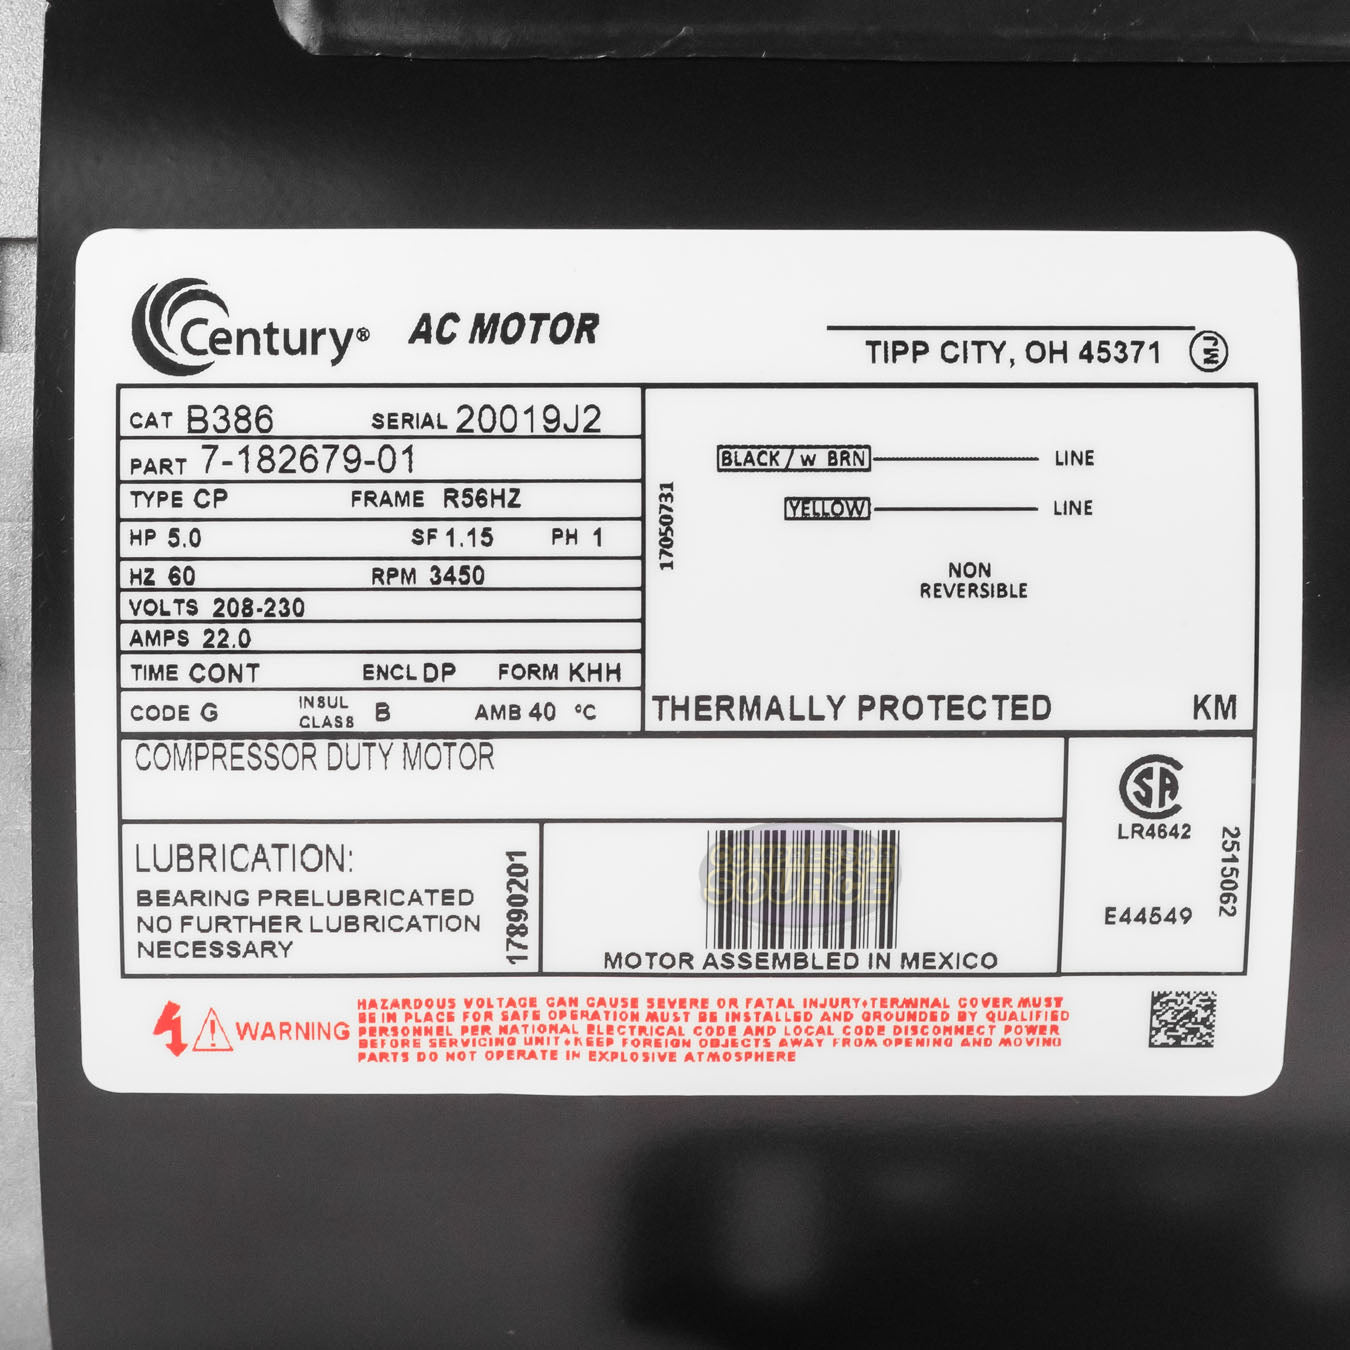 Century® AC MOTOR
TIPP CITY, OH 45371 MJ
CAT B386 SERIAL 20019J2
PART 7-182679-01
TYPE CP FRAME R56HZ
HP 5.0 SF 1.15 PH 1
HZ 60 RPM 3450
VOLTS 208-230
AMPS 22.0
TIME CONT ENCL DP FORM KHH
CODE G INSUL CLASS B AMB 40 °C
17050731
BLACK / w BRN LINE
YELLOW LINE
NON
REVERSIBLE
THERMALLY PROTECTED KM
COMPRESSOR DUTY MOTOR
LUBRICATION:
BEARING PRELUBRICATED
NO FURTHER LUBRICATION
NECESSARY
17890201
COMPRESSOR
SOURCE
MOTOR ASSEMBLED IN MEXICO
SA
LR4642
E44549
2515062
WARNING
HAZARDOUS VOLTAGE CAN CAUSE SEVERE OR FATAL INJURY•TERMINAL COVER MUST
BE IN PLACE FOR SAFE OPERATION MUST BE INSTALLED AND GROUNDED BY QUALIFIED
PERSONNEL PER NATIONAL ELECTRICAL CODE AND LOCAL CODE DISCONNECT POWER
BEFORE SERVICING UNIT•KEEP FOREIGN OBJECTS AWAY FROM OPENING AND MOVING
PARTS DO NOT OPERATE IN EXPLOSIVE ATMOSPHERE